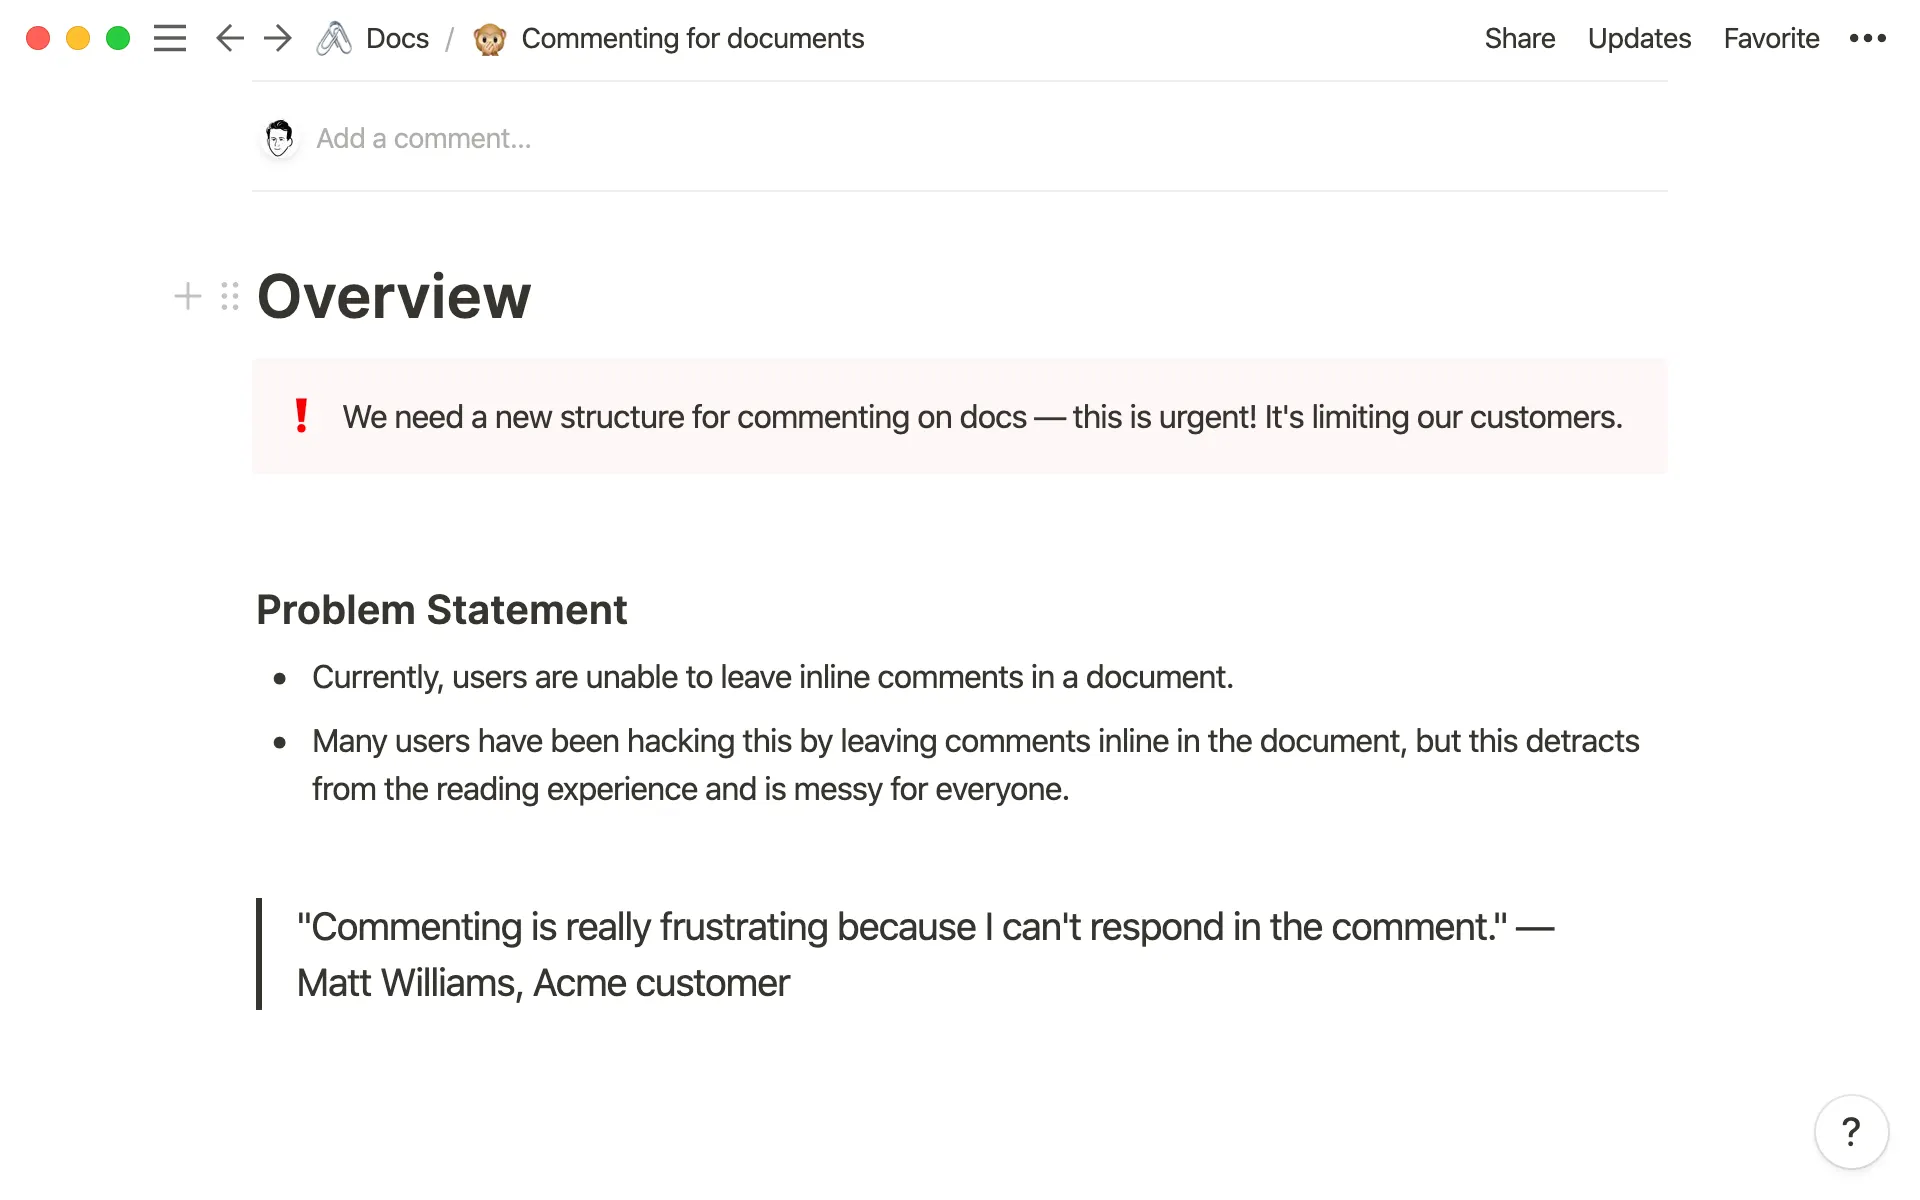 Docs / Commenting for documents
Share Updates Favorite
Add a comment...
Overview
We need a new structure for commenting on docs — this is urgent! It's limiting our customers.
Problem Statement
• Currently, users are unable to leave inline comments in a document.
• Many users have been hacking this by leaving comments inline in the document, but this detracts
from the reading experience and is messy for everyone.
"Commenting is really frustrating because I can't respond in the comment." —
Matt Williams, Acme customer
?